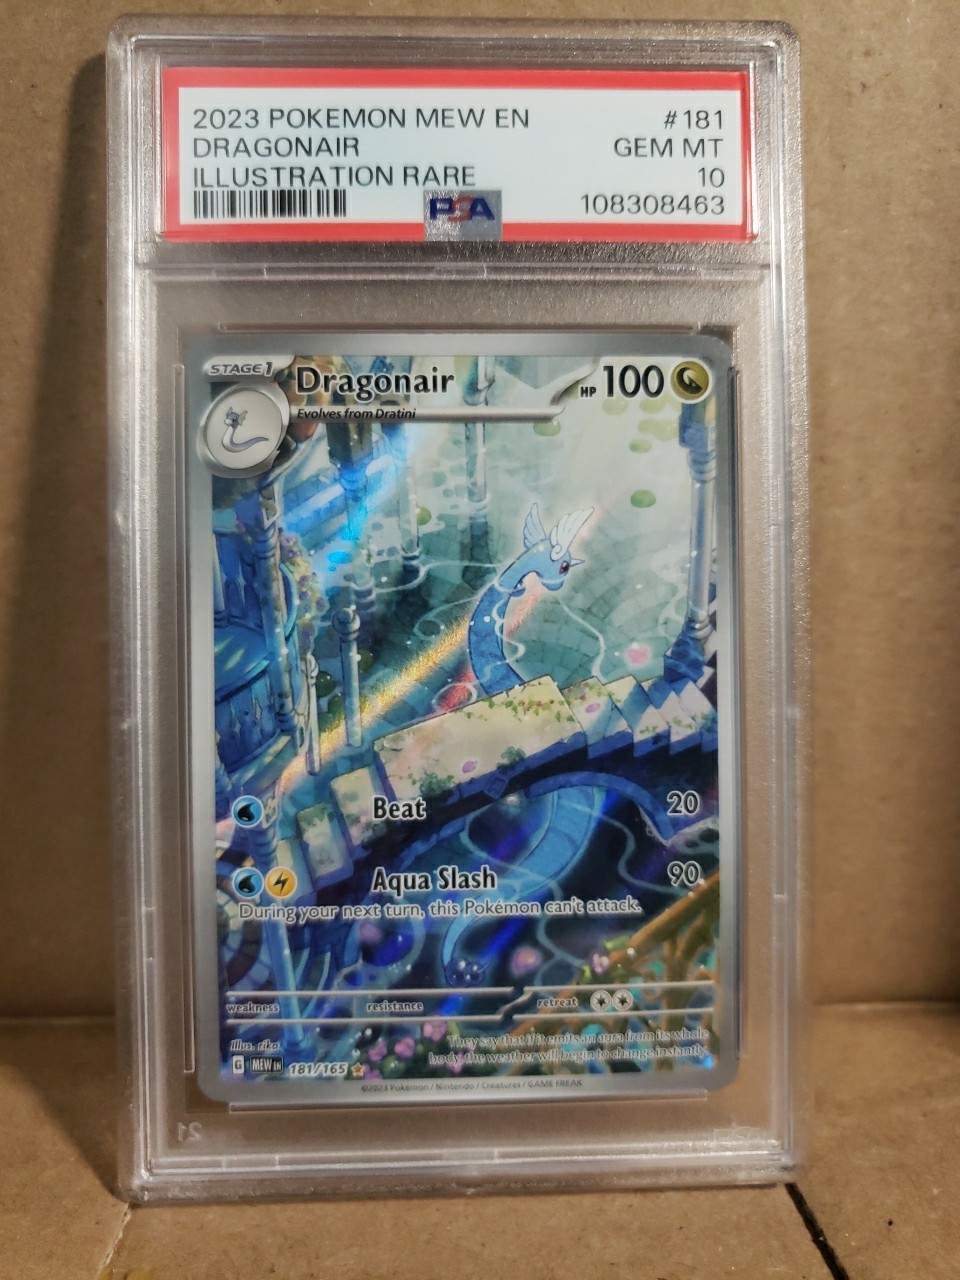 2023 POKEMON MEW EN #181
DRAGONAIR GEM MT
ILLUSTRATION RARE 10
PSA 108308463
STAGE1 Dragonair HP 100
Evolves from Dratini
Beat 20
Aqua Slash 90
During your next turn, this Pokémon can't attack.
weakness resistance retreat
Illus. rika
They say that if it emits an aura from its whole
body, the weather will begin to change instantly.
G MEW EN 181/165
©2023 Pokémon / Nintendo / Creatures / GAME FREAK
21